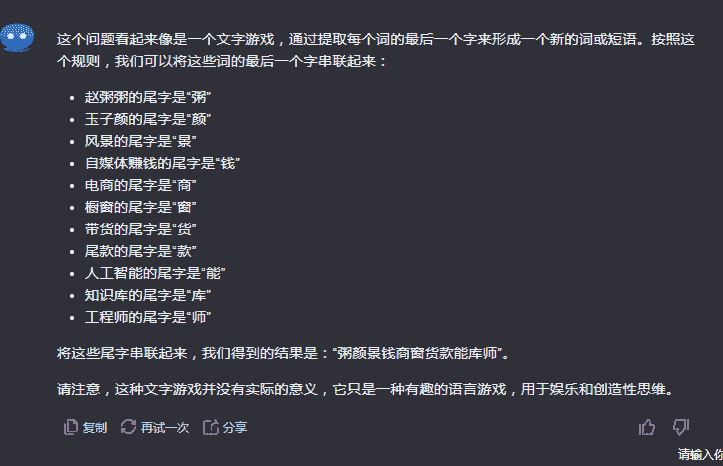 这个问题看起来像是一个文字游戏，通过提取每个词的最后一个字来形成一个新的词或短语。按照这
个规则，我们可以将这些词的最后一个字串联起来：
• 赵粥粥的尾字是“粥”
• 玉子颜的尾字是“颜”
• 风景的尾字是“景”
• 自媒体赚钱的尾字是“钱”
• 电商的尾字是“商”
• 橱窗的尾字是“窗”
• 带货的尾字是“货”
• 尾款的尾字是“款”
• 人工智能的尾字是“能”
• 知识库的尾字是“库”
• 工程师的尾字是“师”
将这些尾字串联起来，我们得到的结果是：“粥颜景钱商窗货款能库师”。
请注意，这种文字游戏并没有实际的意义，它只是一种有趣的语言游戏，用于娱乐和创造性思维。
复制 再试一次 分享
请输入你